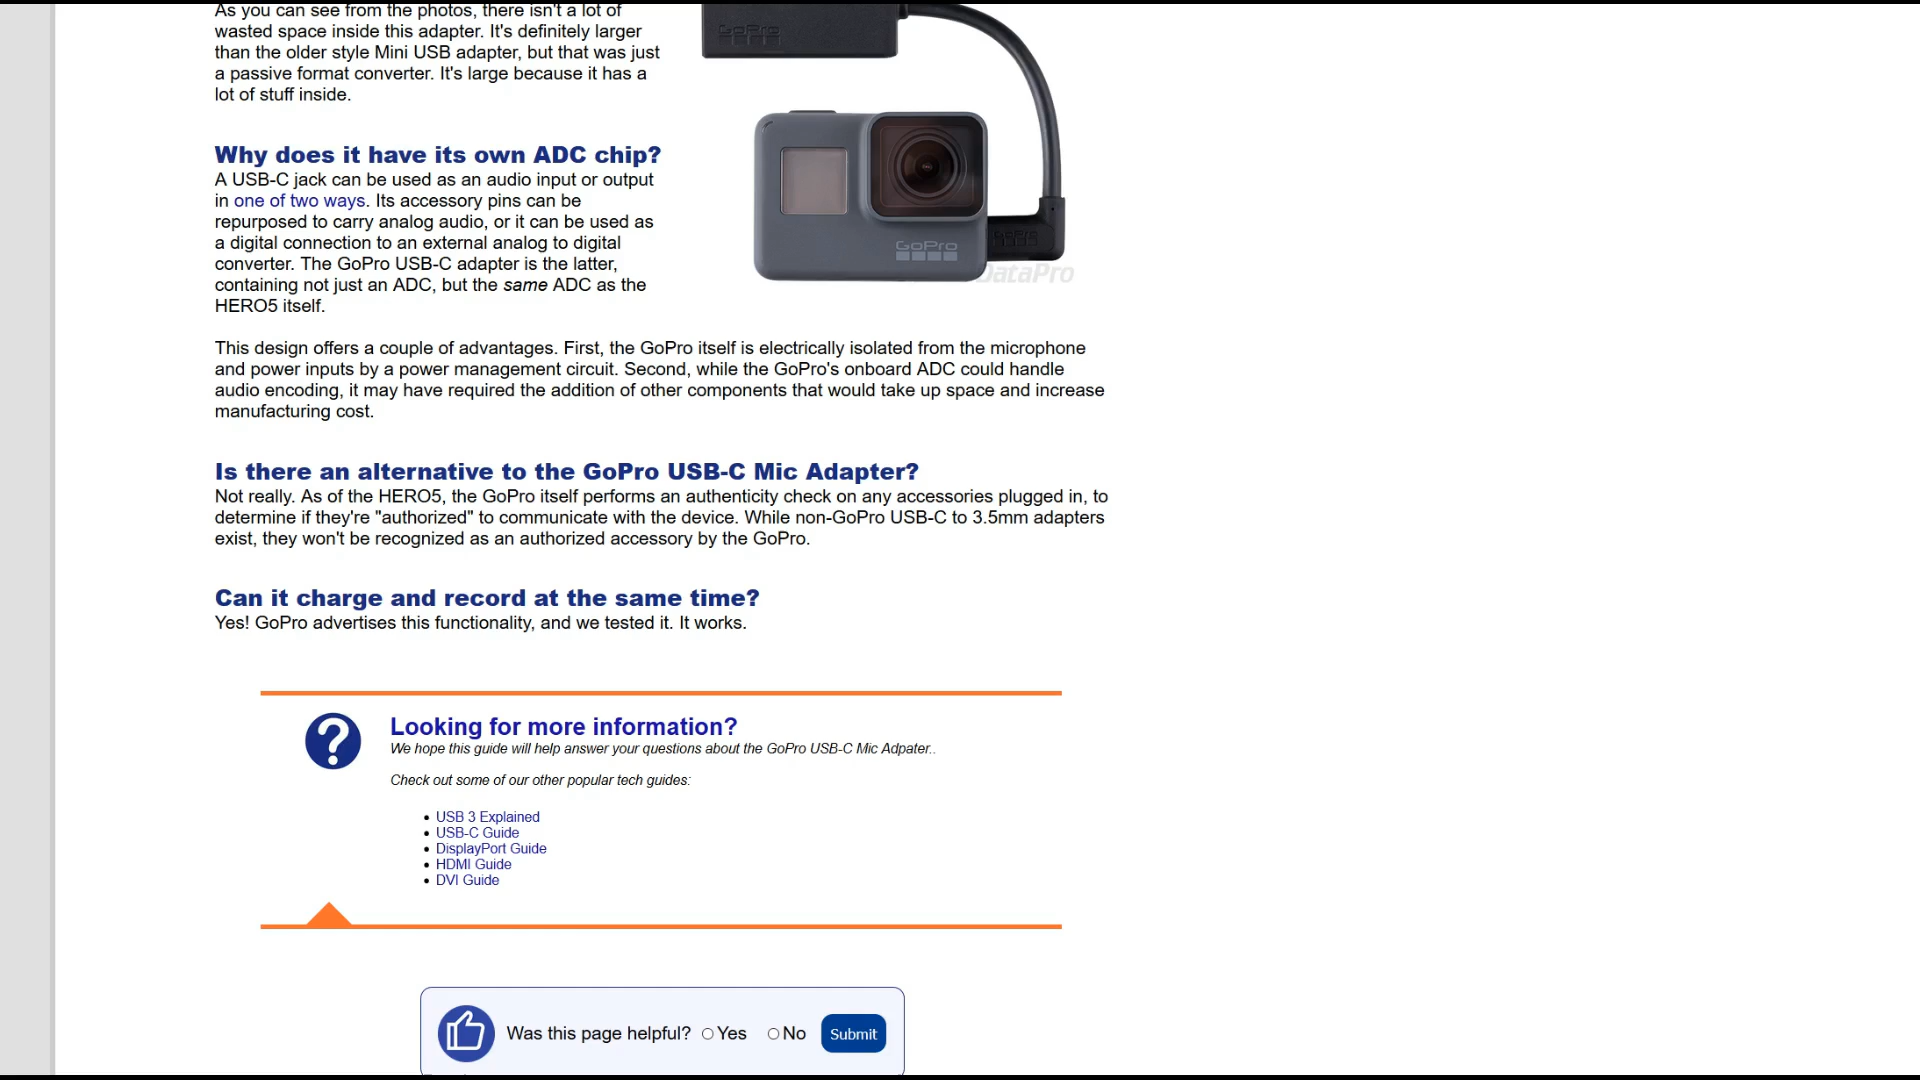 As you can see from the photos, there isn't a lot of
wasted space inside this adapter. It's definitely larger
than the older style Mini USB adapter, but that was just
a passive format converter. It's large because it has a
lot of stuff inside.
GoPro
Why does it have its own ADC chip?
A USB-C jack can be used as an audio input or output
in one of two ways. Its accessory pins can be
repurposed to carry analog audio, or it can be used as
a digital connection to an external analog to digital
converter. The GoPro USB-C adapter is the latter,
containing not just an ADC, but the same ADC as the
HERO5 itself.
GoPro
GoPro
DataPro
This design offers a couple of advantages. First, the GoPro itself is electrically isolated from the microphone
and power inputs by a power management circuit. Second, while the GoPro's onboard ADC could handle
audio encoding, it may have required the addition of other components that would take up space and increase
manufacturing cost.
Is there an alternative to the GoPro USB-C Mic Adapter?
Not really. As of the HERO5, the GoPro itself performs an authenticity check on any accessories plugged in, to
determine if they're "authorized" to communicate with the device. While non-GoPro USB-C to 3.5mm adapters
exist, they won't be recognized as an authorized accessory by the GoPro.
Can it charge and record at the same time?
Yes! GoPro advertises this functionality, and we tested it. It works.
Looking for more information?
We hope this guide will help answer your questions about the GoPro USB-C Mic Adpater..
Check out some of our other popular tech guides:
USB 3 Explained
USB-C Guide
DisplayPort Guide
HDMI Guide
DVI Guide
Was this page helpful? Yes No Submit